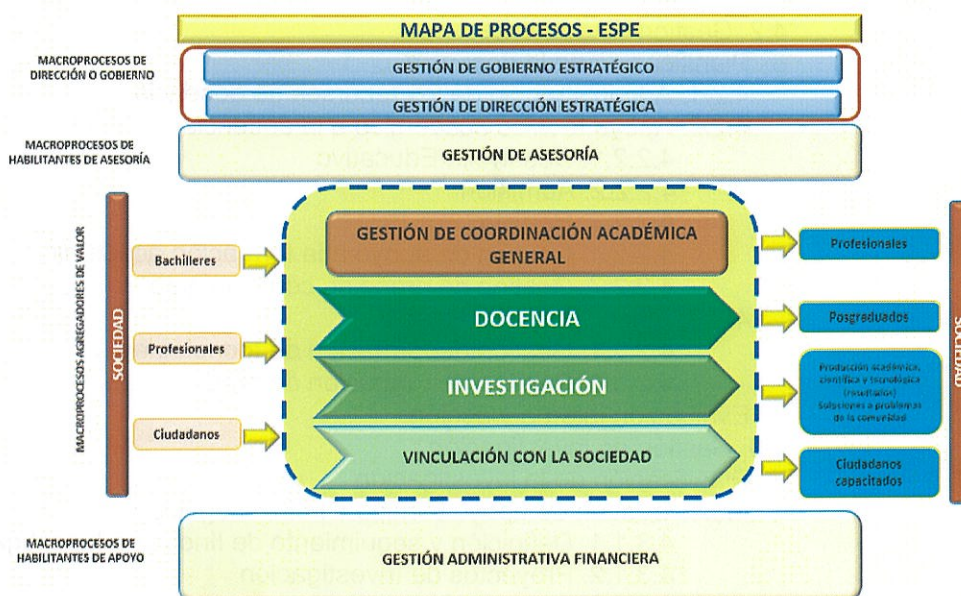 MAPA DE PROCESOS - ESPE
MACROPROCESOS DE
DIRECCIÓN O GOBIERNO
GESTIÓN DE GOBIERNO ESTRATÉGICO
GESTIÓN DE DIRECCIÓN ESTRATÉGICA
MACROPROCESOS DE
HABILITANTES DE ASESORÍA
GESTIÓN DE ASESORÍA
MACROPROCESOS AGREGADORES DE VALOR
SOCIEDAD
Bachilleres
Profesionales
Ciudadanos
GESTIÓN DE COORDINACIÓN ACADÉMICA
GENERAL
DOCENCIA
INVESTIGACIÓN
VINCULACIÓN CON LA SOCIEDAD
Profesionales
Posgraduados
Producción académica,
científica y tecnológica
(resultados)
Soluciones a problemas
de la comunidad
Ciudadanos
capacitados
SOCIEDAD
MACROPROCESOS DE
HABILITANTES DE APOYO
GESTIÓN ADMINISTRATIVA FINANCIERA